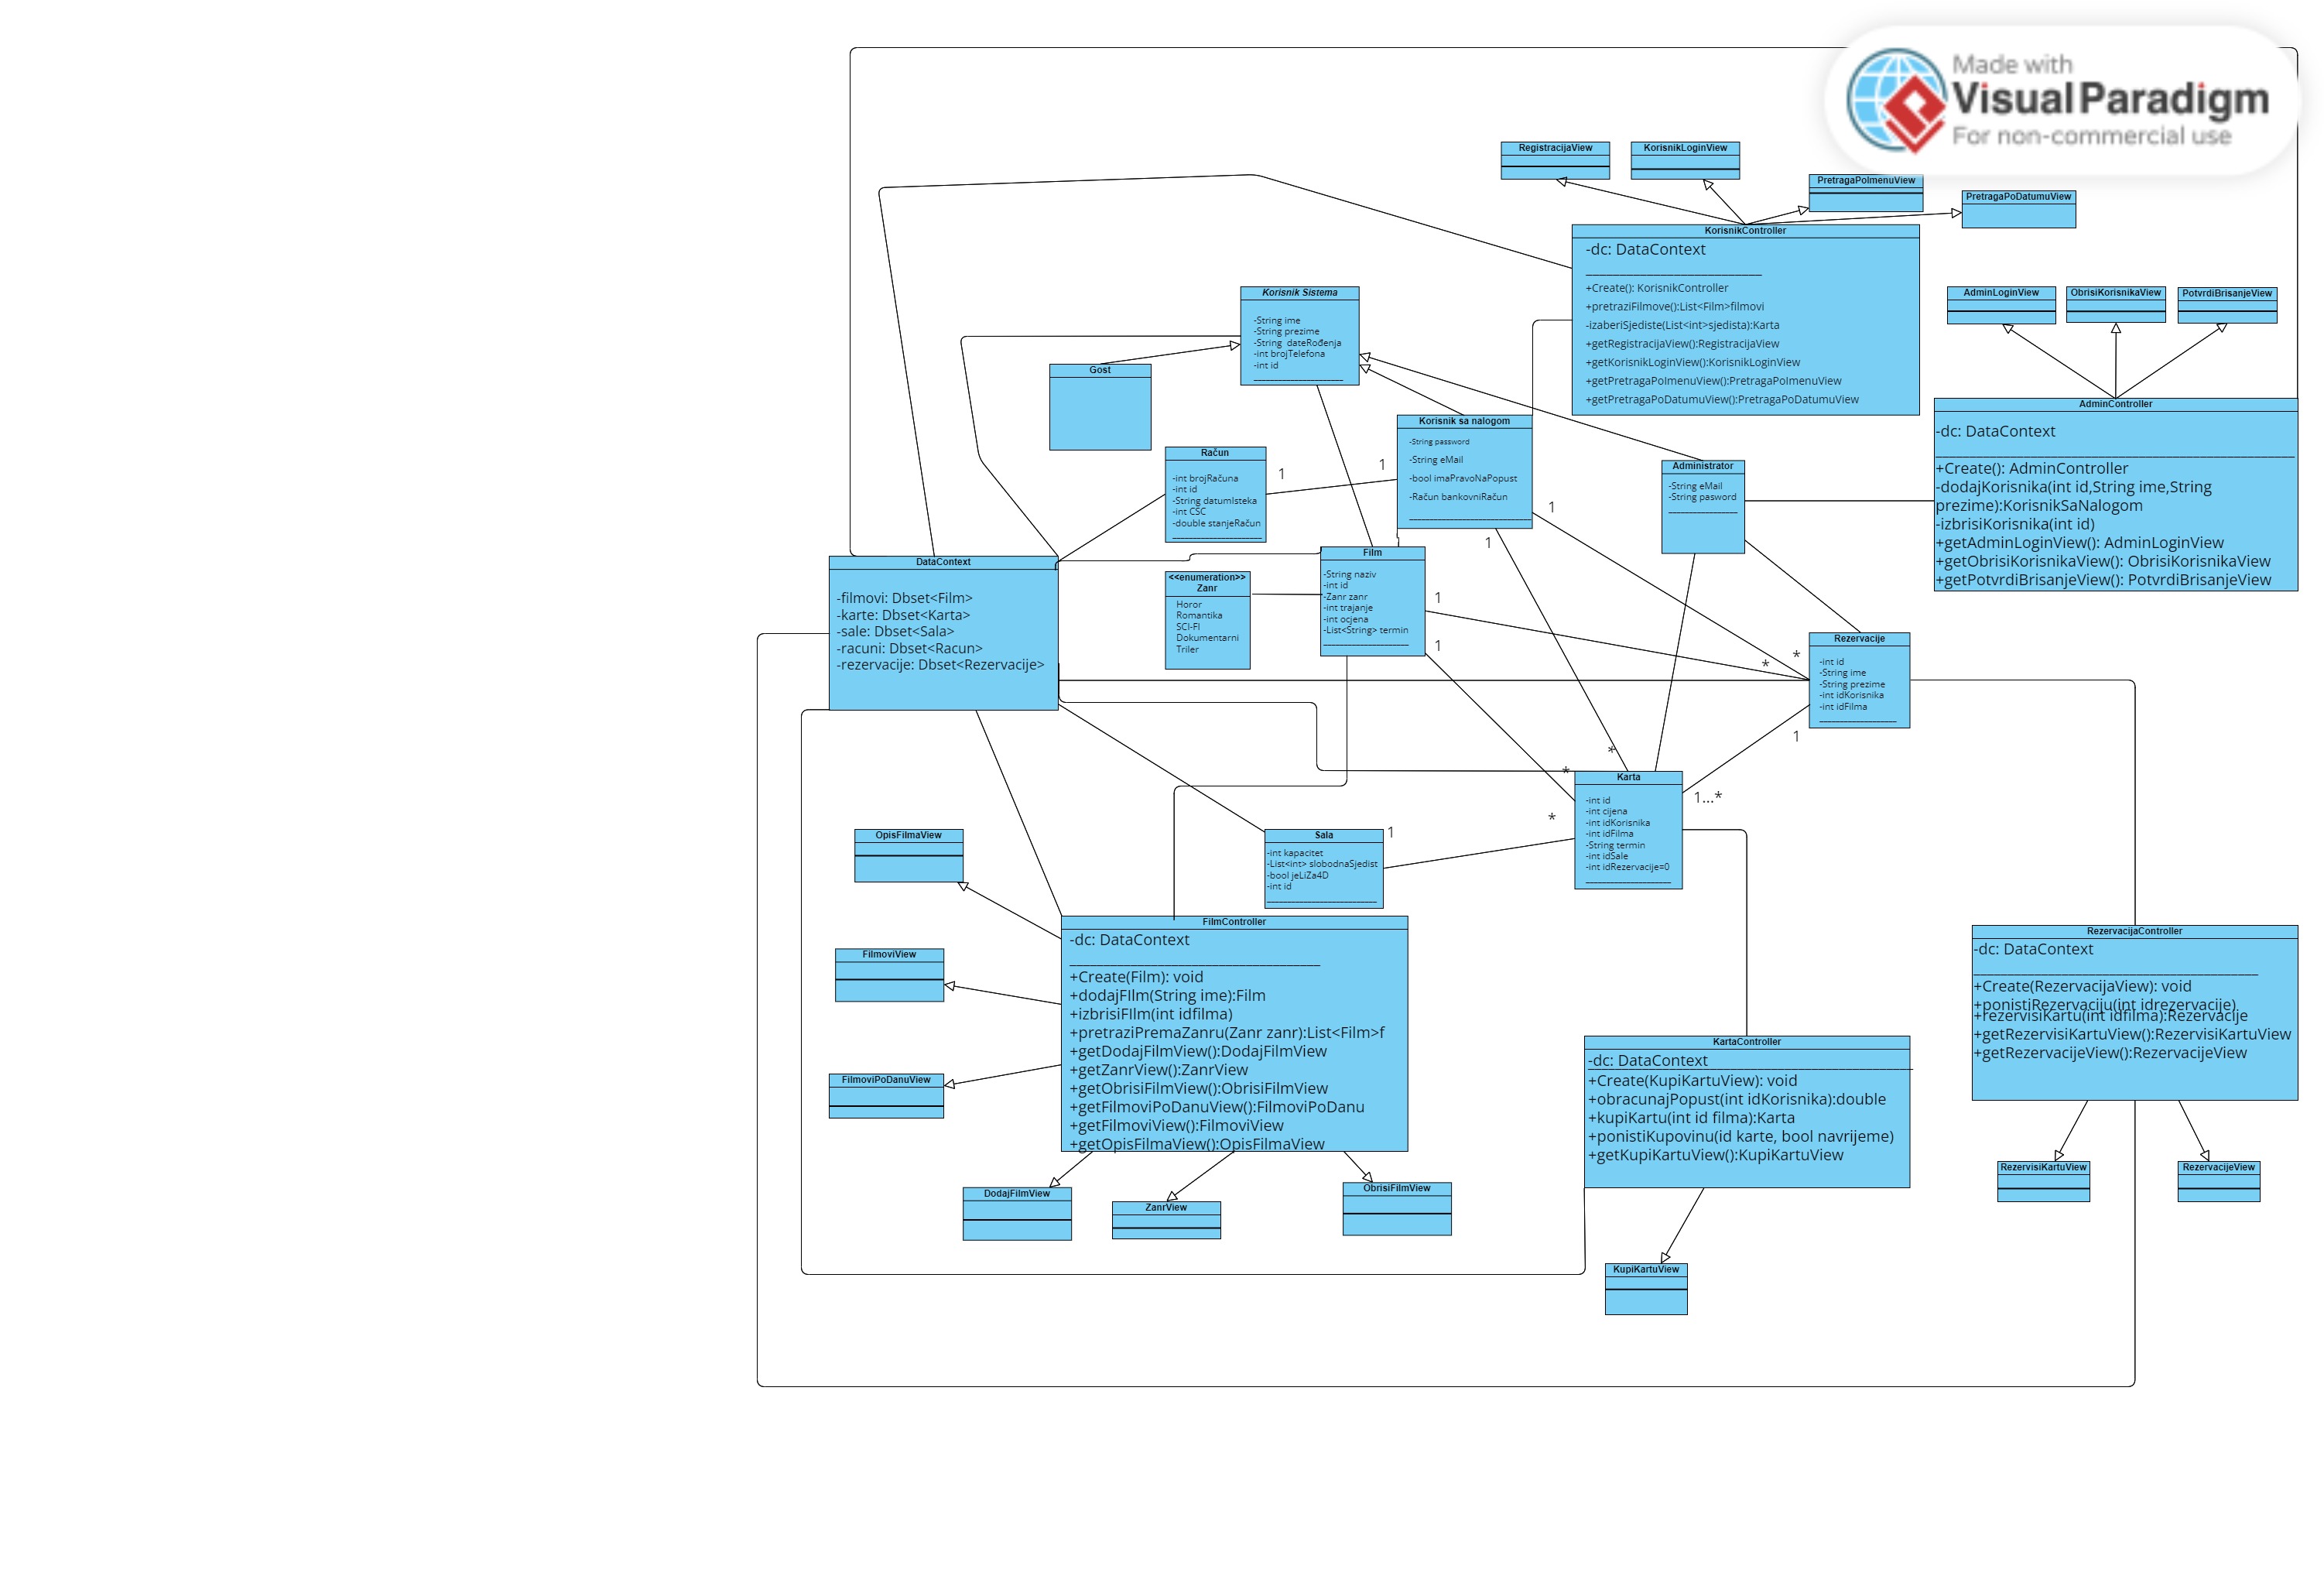 Made with
Visual Paradigm
For non-commercial use
RegistracijaView
KorisnikLoginView
PretragaPoImenuView
PretragaPoDatumuView
KorisnikController
-dc: DataContext
+Create(): KorisnikController
+pretraziFilmove():List<Film>filmovi
-izaberiSjediste(List<int>sjedista):Karta
+getRegistracijaView():RegistracijaView
+getKorisnikLoginView():KorisnikLoginView
+getPretragaPoImenuView():PretragaPoImenuView
+getPretragaPoDatumuView():PretragaPoDatumuView
Korisnik Sistema
-String ime
-String prezime
-String dateRođenja
-int brojTelefona
-int id
AdminLoginView
ObrisiKorisnikaView
PotvrdiBrisanjeView
Gost
AdminController
-dc: DataContext
+Create(): AdminController
-dodajKorisnika(int id,String ime,String
prezime):KorisnikSaNalogom
-izbrisiKorisnika(int id)
+getAdminLoginView(): AdminLoginView
+getObrisiKorisnikaView(): ObrisiKorisnikaView
+getPotvrdiBrisanjeView(): PotvrdiBrisanjeView
Korisnik sa nalogom
-String password
-String eMail
-bool imaPravoNaPopust
-Račun bankovniRačun
Račun
-int brojRačuna
-int id
-String datumIsteka
-int CSC
-double stanjeRačun
1
1
1
1
Administrator
-String eMail
-String pasword
DataContext
-filmovi: Dbset<Film>
-karte: Dbset<Karta>
-sale: Dbset<Sala>
-racuni: Dbset<Racun>
-rezervacije: Dbset<Rezervacije>
<<enumeration>>
Zanr
Horor
Romantika
SCI-FI
Dokumentarni
Triler
Film
-String naziv
-int id
-Zanr zanr
-int trajanje
-int ocjena
-List<String> termin
1
1
*
*
Rezervacije
-int id
-String ime
-String prezime
-int idKorisnika
-int idFilma
1
*
*
1...*
Karta
-int id
-int cijena
-int idKorisnika
-int idFilma
-String termin
-int idSale
-int idRezervacije=0
*
1
Sala
-int kapacitet
-List<int> slobodnaSjedist
-bool jeLiZa4D
-int id
OpisFilmaView
FilmoviView
FilmoviPoDanuView
FilmController
-dc: DataContext
+Create(Film): void
+dodajFIlm(String ime):Film
+izbrisiFIlm(int idfilma)
+pretraziPremaZanru(Zanr zanr):List<Film>f
+getDodajFilmView():DodajFilmView
+getZanrView():ZanrView
+getObrisiFilmView():ObrisiFilmView
+getFilmoviPoDanuView():FilmoviPoDanu
+getFilmoviView():FilmoviView
+getOpisFilmaView():OpisFilmaView
DodajFilmView
ZanrView
ObrisiFilmView
RezervacijaController
-dc: DataContext
+Create(RezervacijaView): void
+ponistiRezervaciju(int idrezervacije)
+rezervisiKartu(int idfilma):Rezervacije
+getRezervisiKartuView():RezervisiKartuView
+getRezervacijeView():RezervacijeView
KartaController
-dc: DataContext
+Create(KupiKartuView): void
+obracunajPopust(int idKorisnika):double
+kupiKartu(int id filma):Karta
+ponistiKupovinu(id karte, bool navrijeme)
+getKupiKartuView():KupiKartuView
RezervisiKartuView
RezervacijeView
KupiKartuView